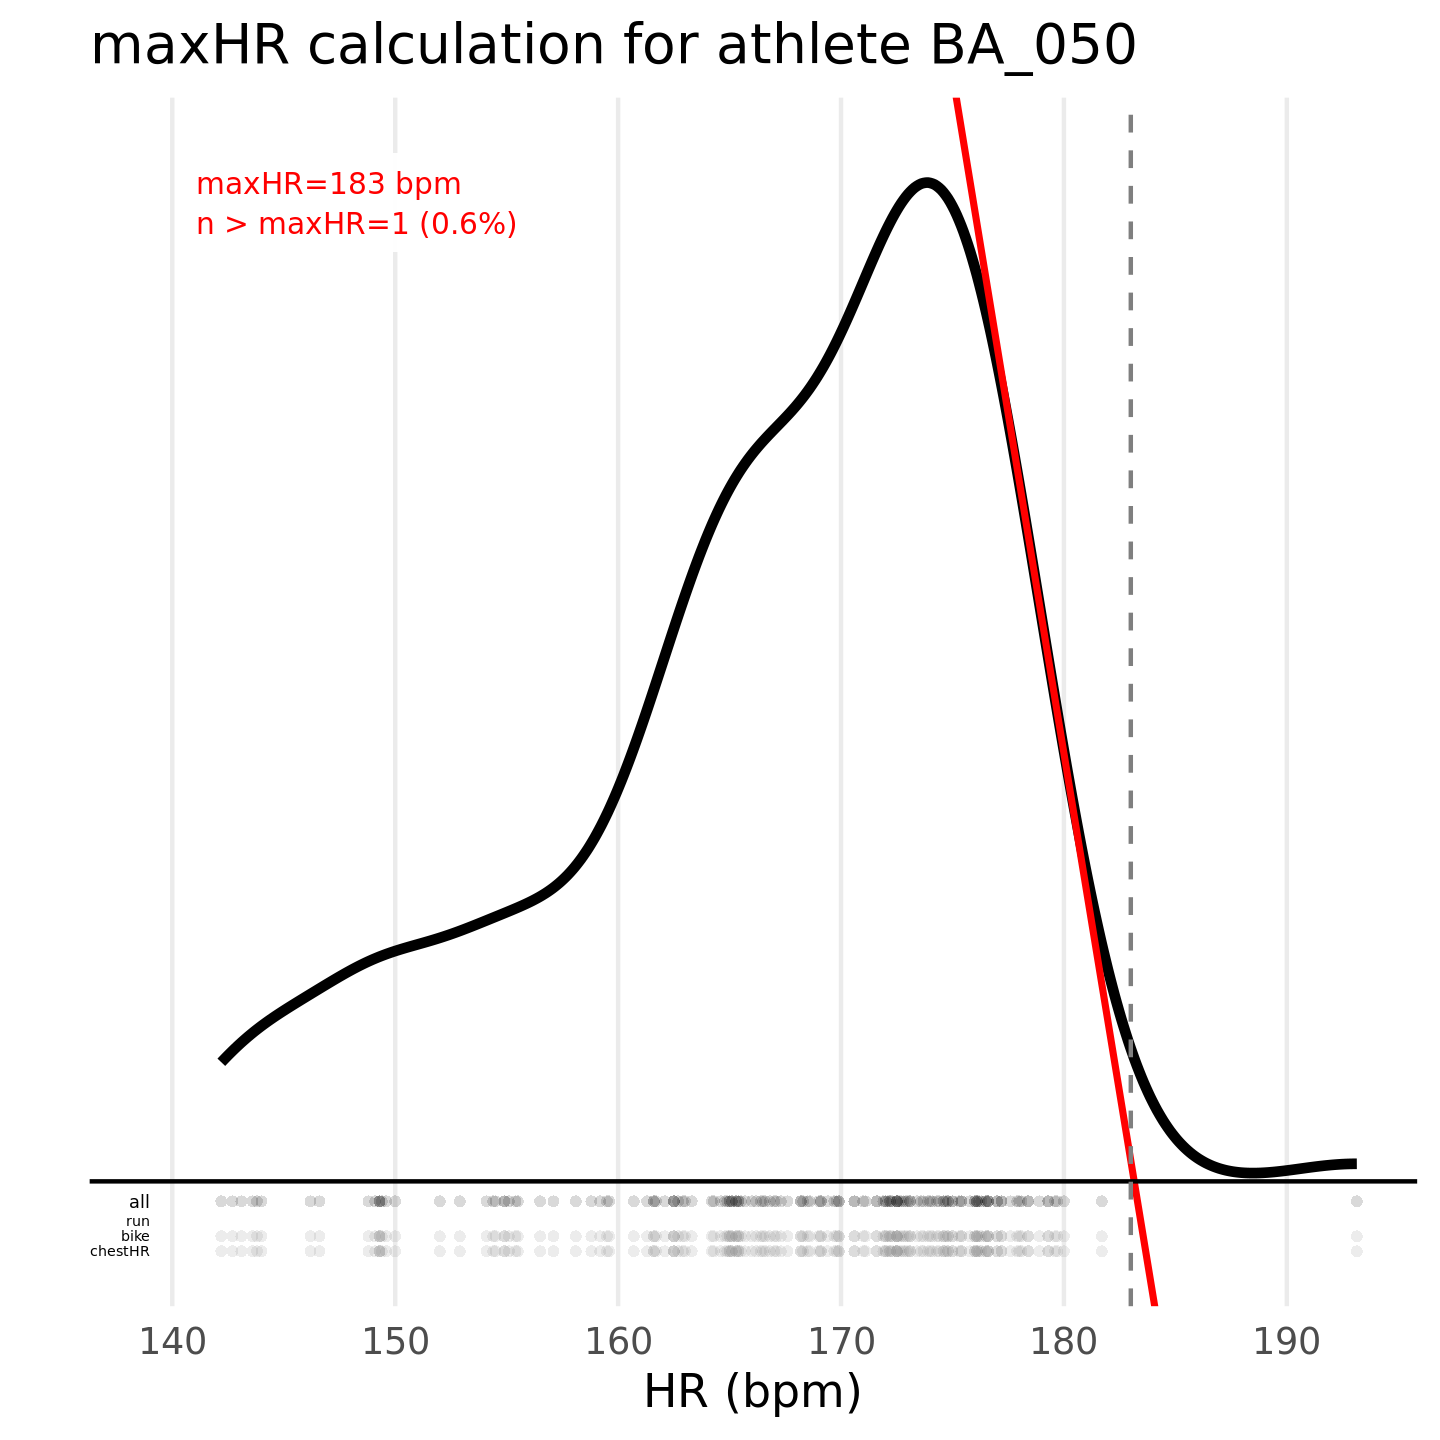 maxHR calculation for athlete BA_050
maxHR=183 bpm
n > maxHR=1 (0.6%)
all
run
bike
chestHR
140 150 160 170 180 190
HR (bpm)